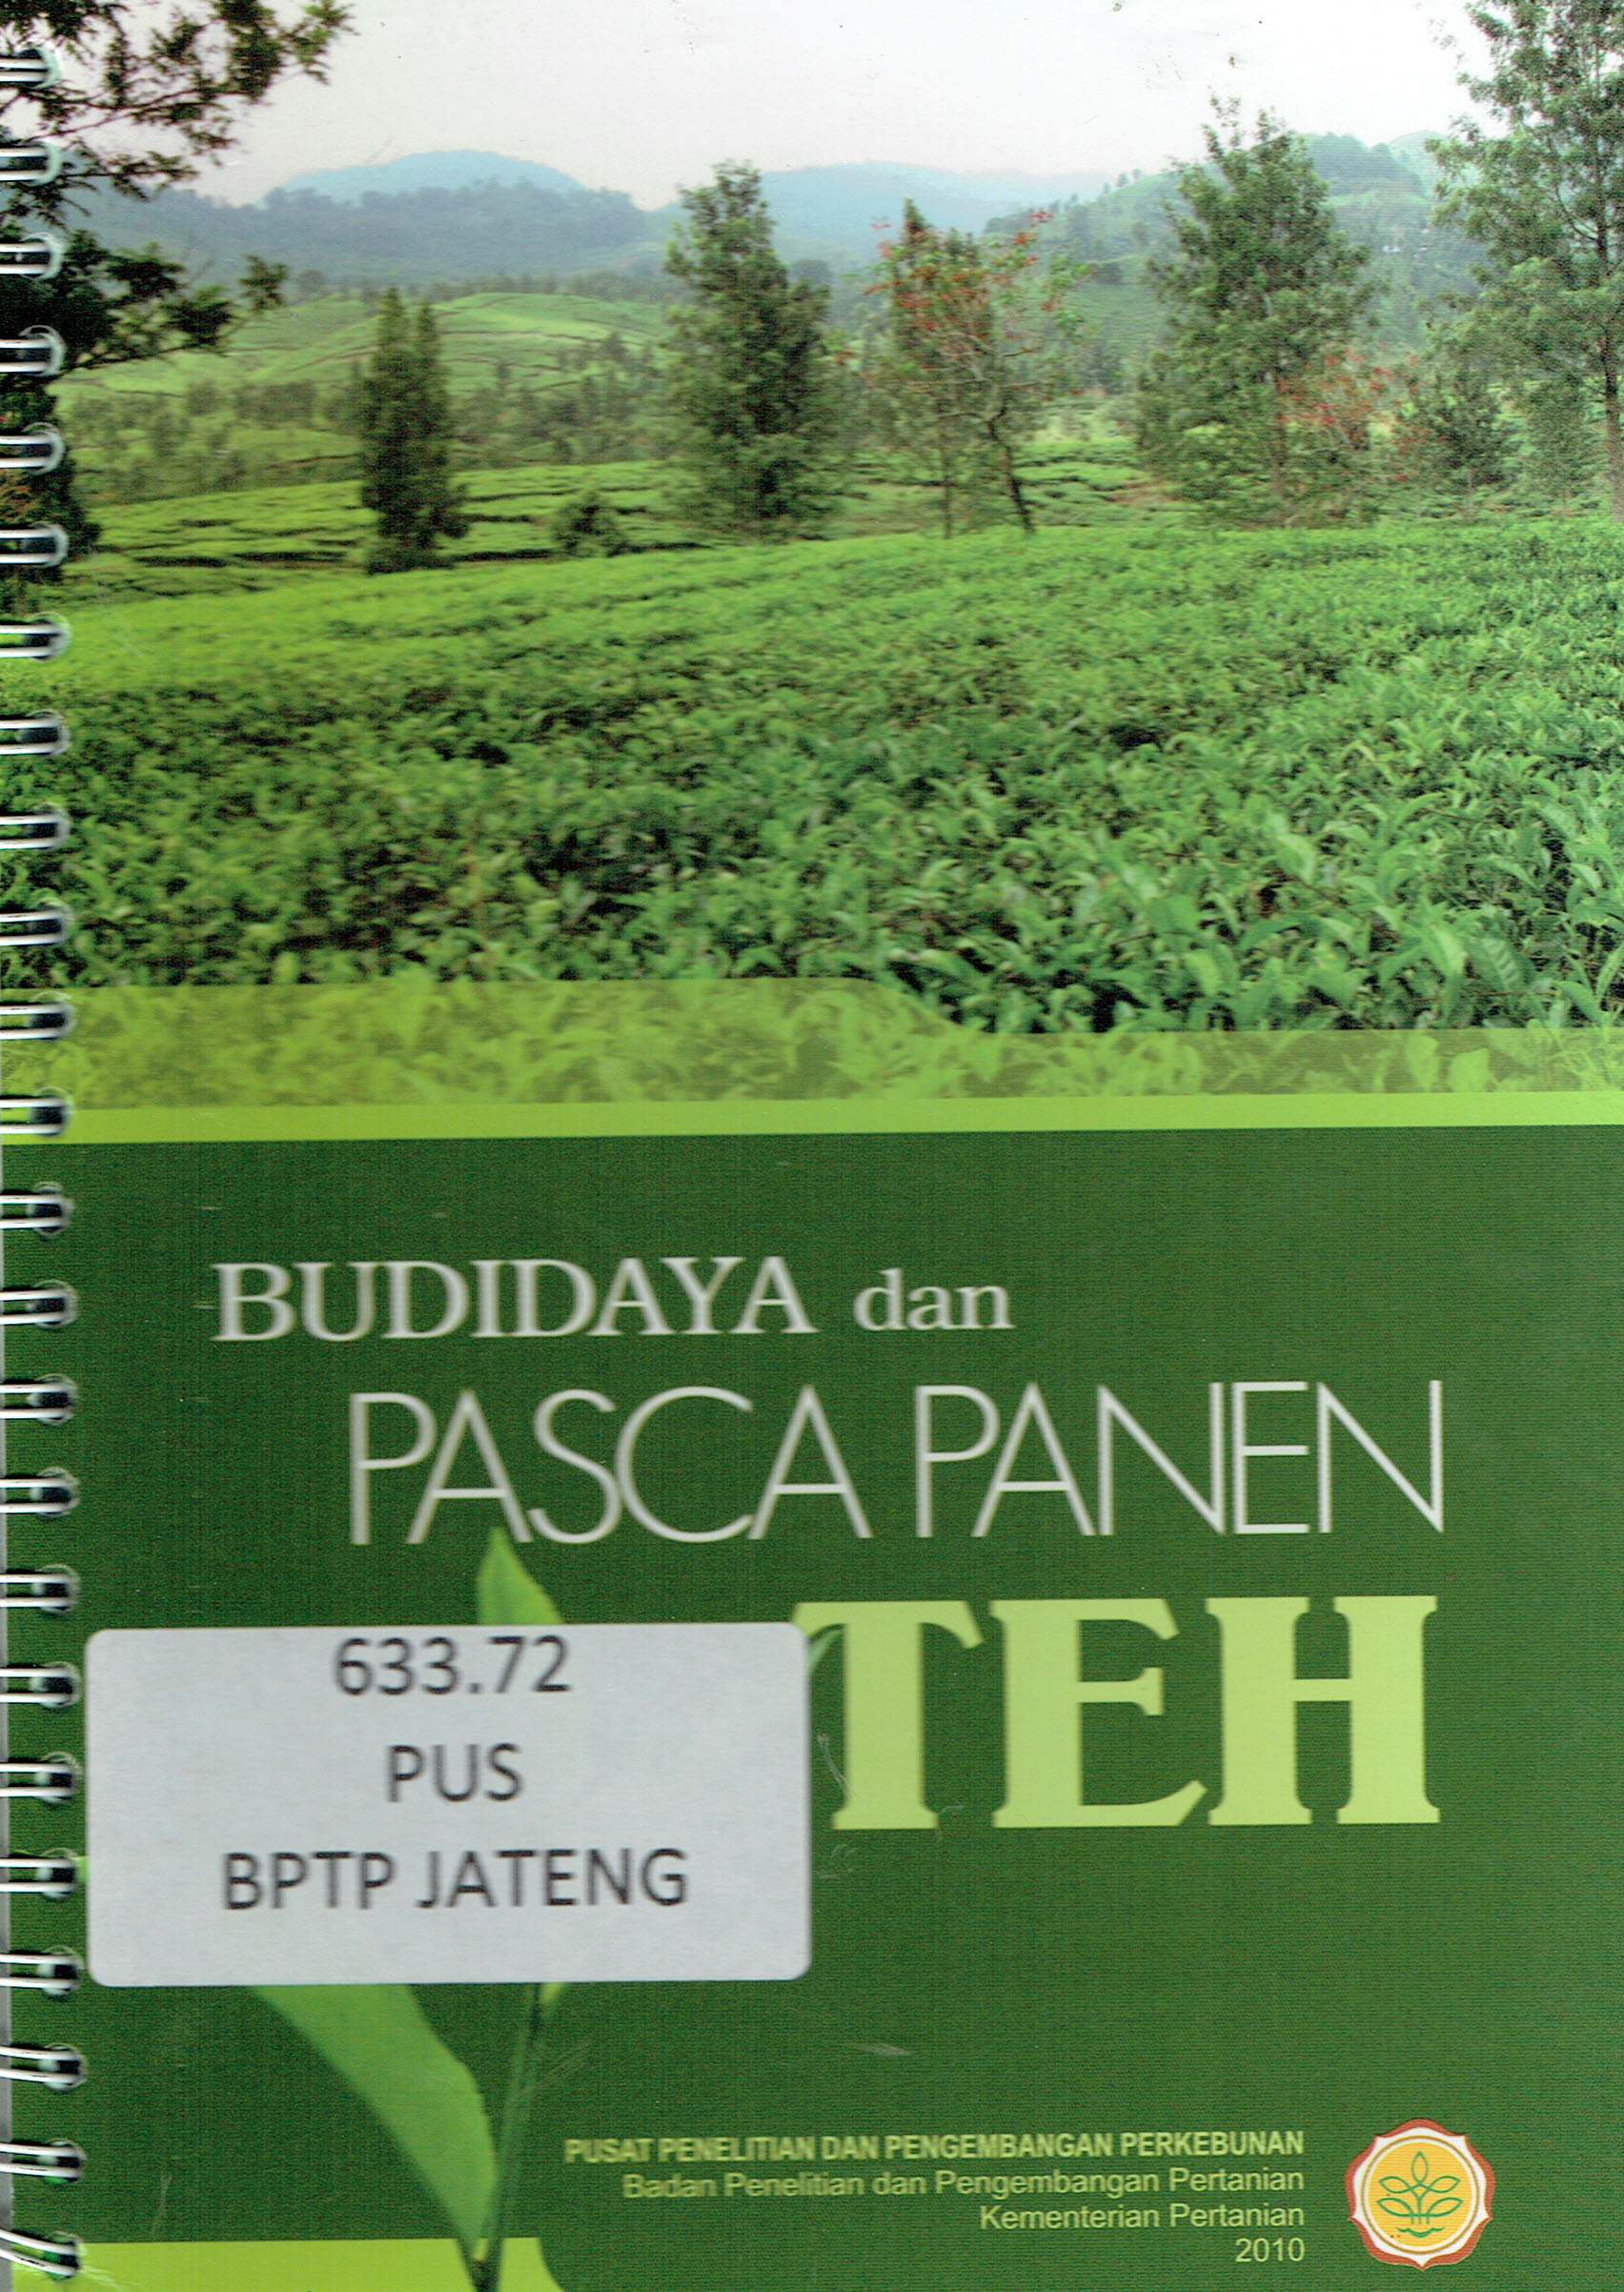 BUDIDAYA dan
PASCA PANEN
TEH
633.72
PUS
BPTP JATENG
PUSAT PENELITIAN DAN PENGEMBANGAN PERKEBUNAN
Badan Penelitian dan Pengembangan Pertanian
Kementerian Pertanian
2010